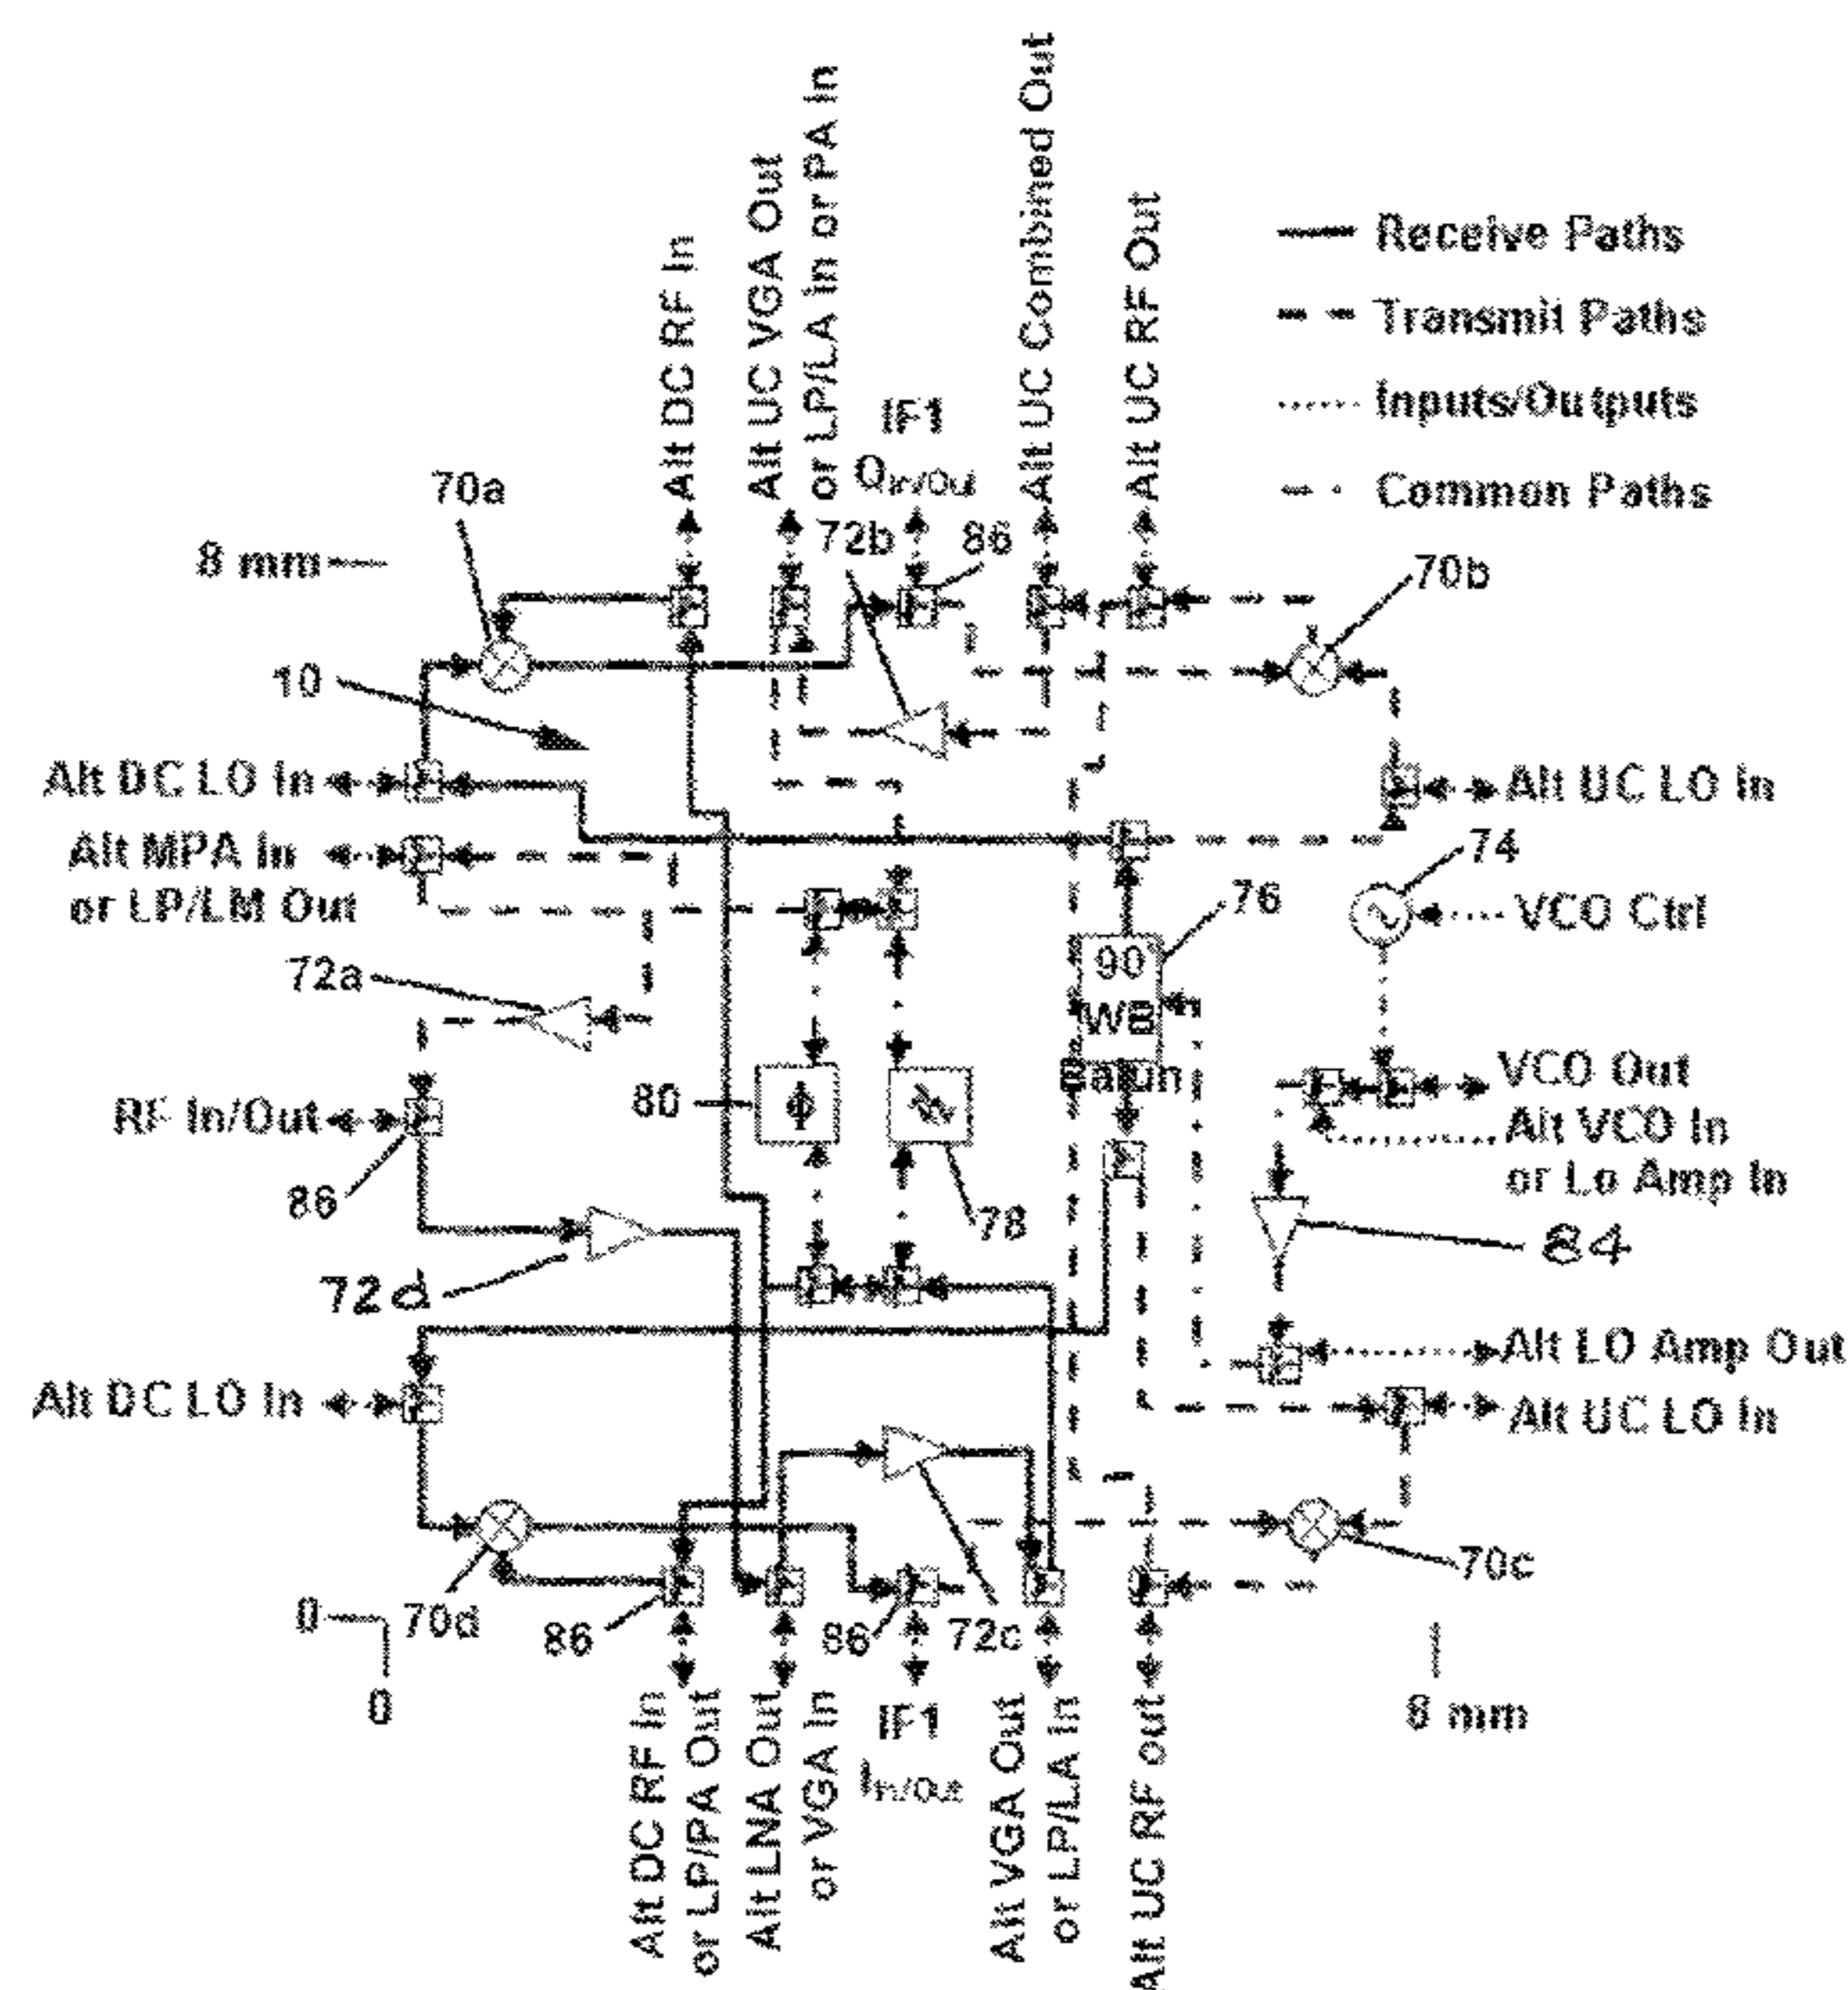 Alt DC RF In
Alt UC VGA Out
or LP/LA in or PA In
IF1
Q In/Out
Alt UC Combined Out
Alt UC RF Out
Receive Paths
Transmit Paths
Inputs/Outputs
Common Paths
70a
72b
86
70b
8 mm
10
Alt DC LO In
Alt UC LO In
Alt MPA In
or LP/LM Out
74
VCO Ctrl
76
90
WB
Balun
72a
80
Φ
78
RF In/Out
86
VCO Out
Alt VCO In
or Lo Amp In
84
72d
Alt LO Amp Out
Alt DC LO In
Alt UC LO In
70d
86
86
72c
70c
0
0
8 mm
Alt DC RF In
or LP/PA Out
Alt LNA Out
or VGA In
IF1
I In/Out
Alt VGA Out
or LP/LA In
Alt UC RF out